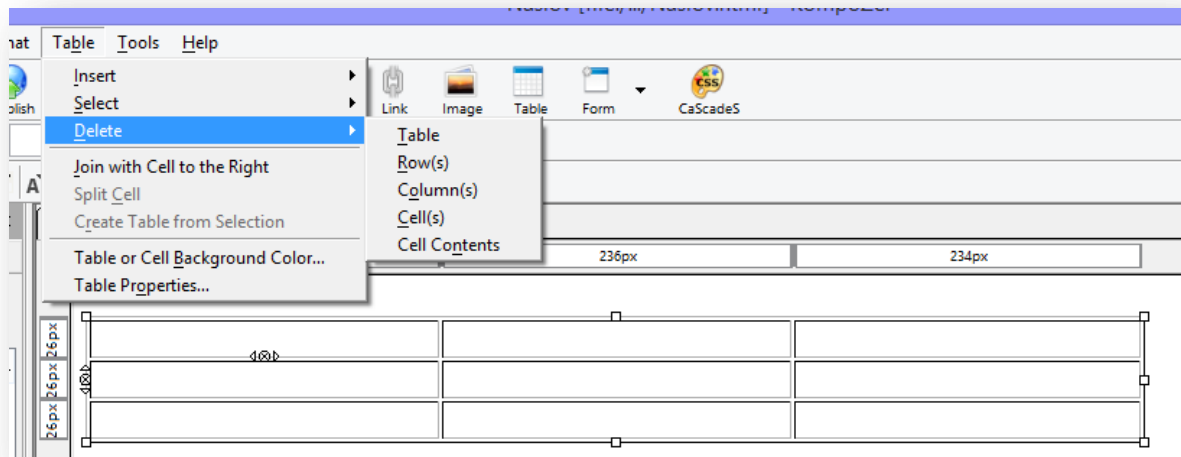 Table Tools Help
Insert
Select
Link Image Table Form CaScadeS
CSS
Delete
Table
Join with Cell to the Right
Row(s)
Split Cell
Column(s)
Create Table from Selection
Cell(s)
Table or Cell Background Color...
Cell Contents
236px 234px
Table Properties...
26px
26px
26px